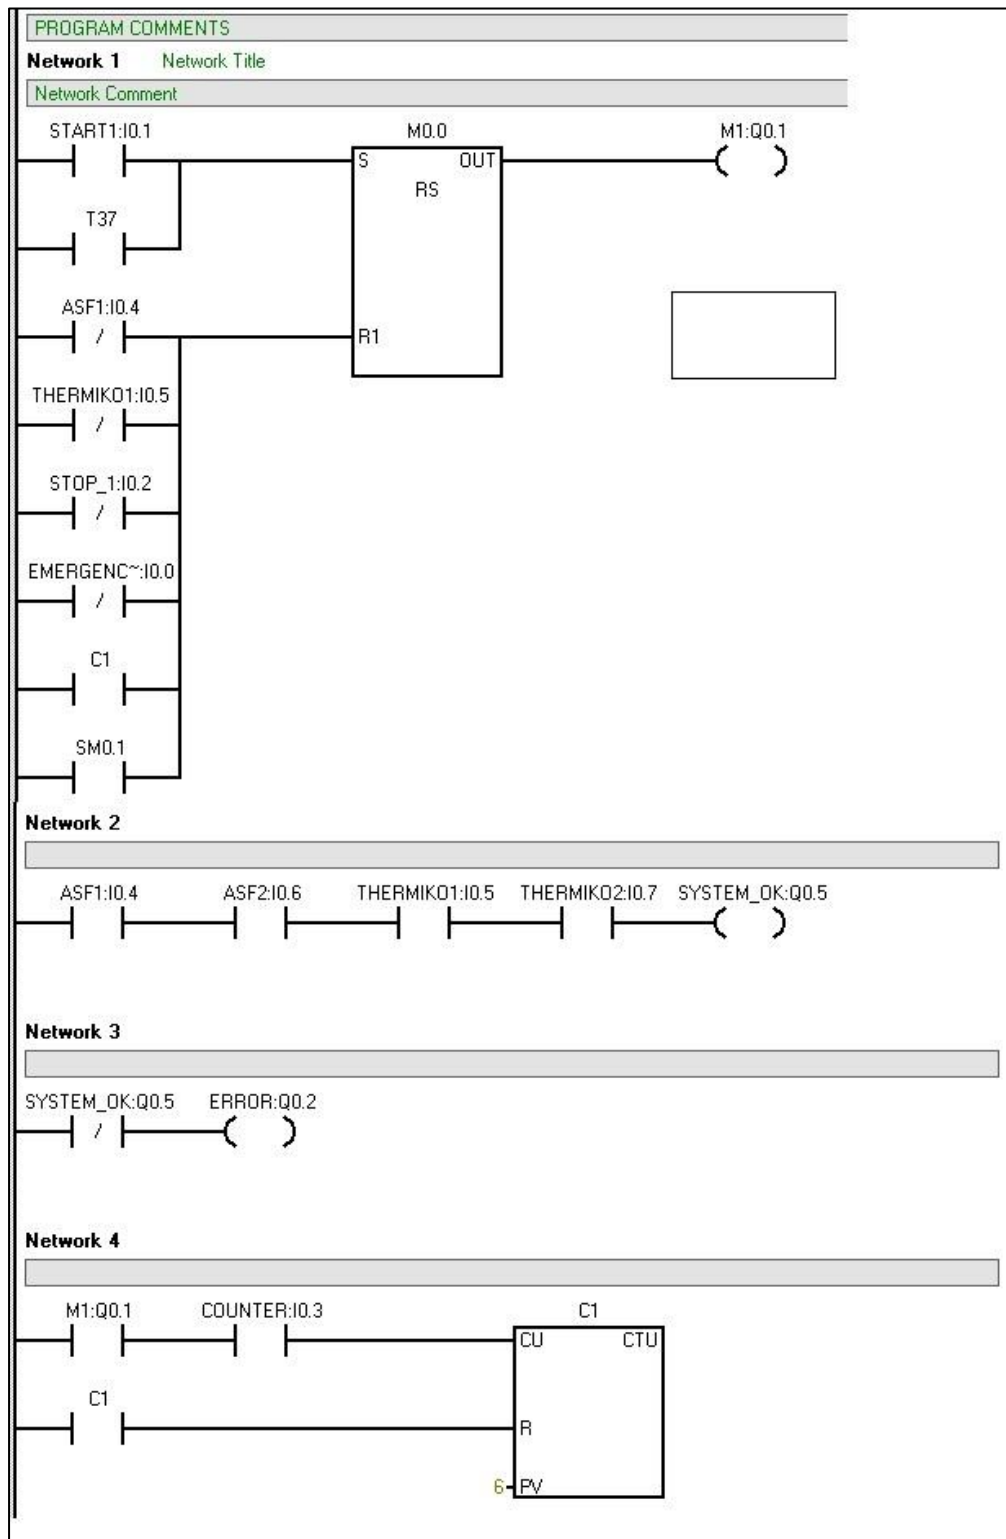 PROGRAM COMMENTS
Network 1 Network Title
Network Comment
START1:I0.1 M0.0 M1:Q0.1
S OUT
RS
T37
ASF1:I0.4
R1
THERMIKO1:I0.5
STOP_1:I0.2
EMERGENC~:I0.0
C1
SM0.1
Network 2
ASF1:I0.4 ASF2:I0.6 THERMIKO1:I0.5 THERMIKO2:I0.7 SYSTEM_OK:Q0.5
Network 3
SYSTEM_OK:Q0.5 ERROR:Q0.2
Network 4
M1:Q0.1 COUNTER:I0.3 C1
CU CTU
C1
R
6 PV